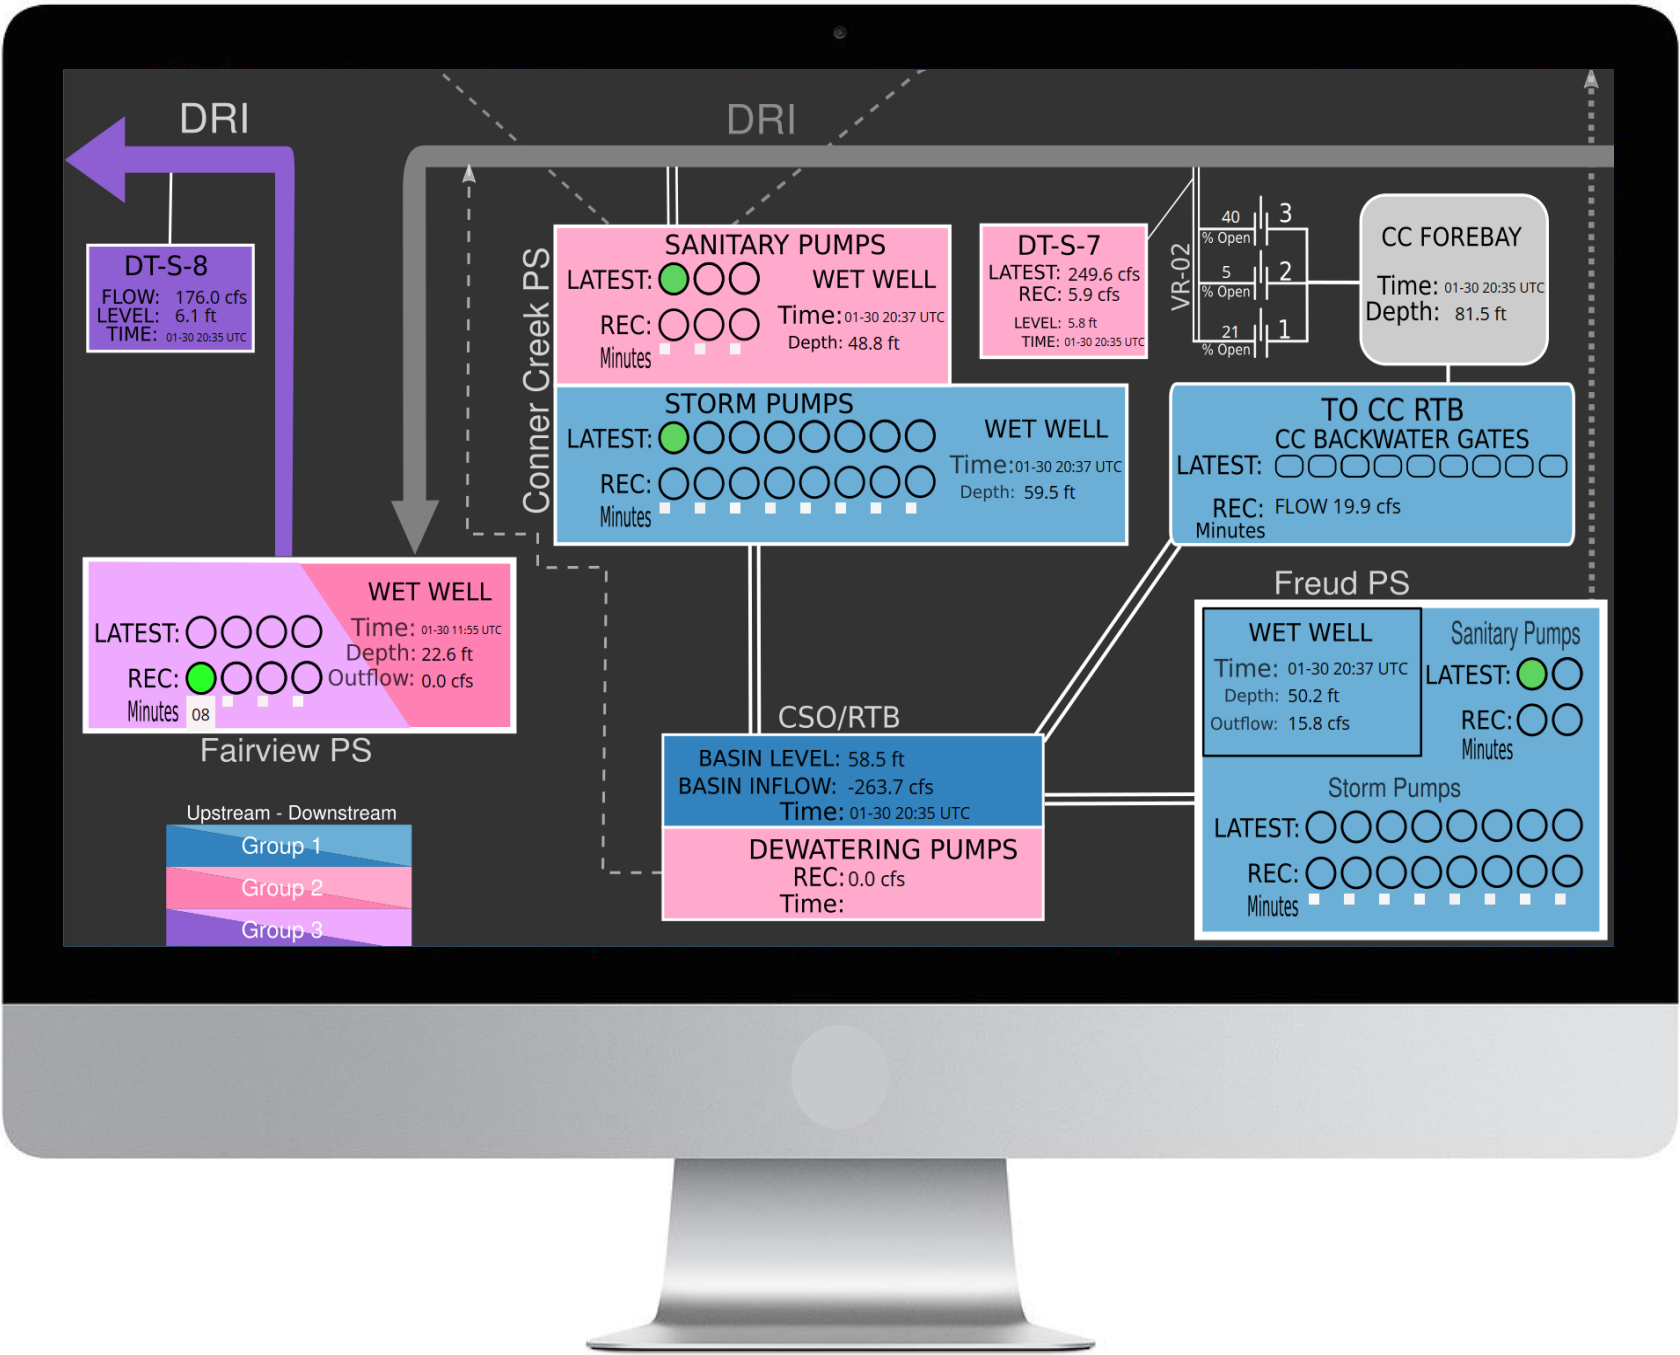 DRI
DRI
DT-S-8
FLOW: 176.0 cfs
LEVEL: 6.1 ft
TIME: 01-30 20:35 UTC
Conner Creek PS
SANITARY PUMPS
LATEST:
WET WELL
REC:
Time: 01-30 20:37 UTC
Minutes
Depth: 48.8 ft
STORM PUMPS
LATEST:
WET WELL
Time: 01-30 20:37 UTC
REC:
Depth: 59.5 ft
Minutes
DT-S-7
LATEST: 249.6 cfs
REC: 5.9 cfs
LEVEL: 5.8 ft
TIME: 01-30 20:35 UTC
VR-02
40
% Open
3
5
% Open
2
21
% Open
1
CC FOREBAY
Time: 01-30 20:35 UTC
Depth: 81.5 ft
TO CC RTB
CC BACKWATER GATES
LATEST:
REC: FLOW 19.9 cfs
Minutes
WET WELL
LATEST:
Time: 01-30 11:55 UTC
Depth: 22.6 ft
REC:
Outflow: 0.0 cfs
Minutes 08
Fairview PS
Freud PS
WET WELL
Time: 01-30 20:37 UTC
Depth: 50.2 ft
Outflow: 15.8 cfs
Sanitary Pumps
LATEST:
REC:
Minutes
Storm Pumps
LATEST:
REC:
Minutes
CSO/RTB
BASIN LEVEL: 58.5 ft
BASIN INFLOW: -263.7 cfs
Time: 01-30 20:35 UTC
DEWATERING PUMPS
REC: 0.0 cfs
Time:
Upstream - Downstream
Group 1
Group 2
Group 3